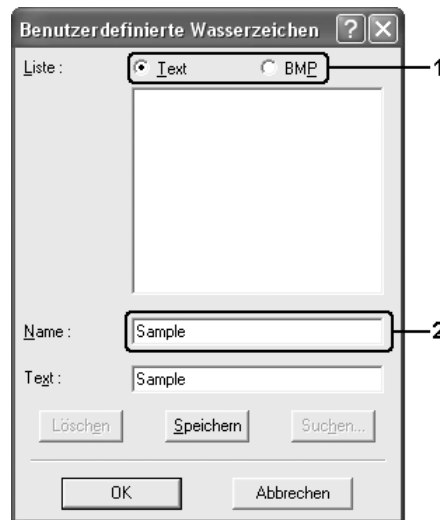 Benutzerdefinierte Wasserzeichen
Liste : Text BMP 1
Name : Sample 2
Text : Sample
Löschen Speichern Suchen...
OK Abbrechen